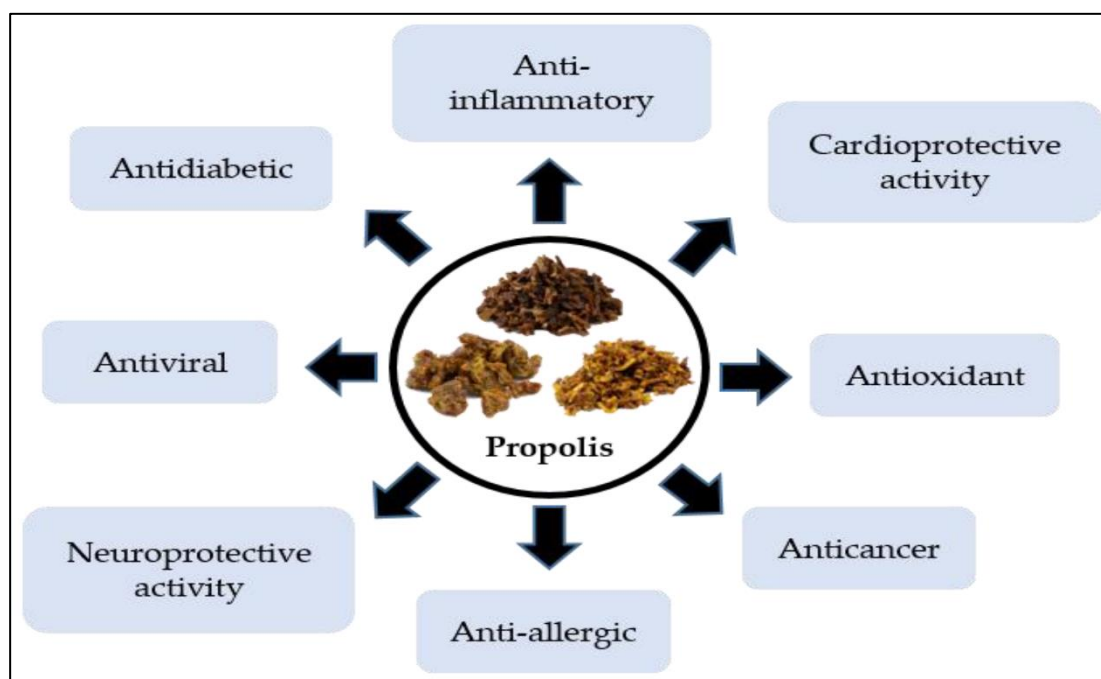 Anti-
inflammatory
Cardioprotective
activity
Antidiabetic
Antiviral
Antioxidant
Propolis
Neuroprotective
activity
Anticancer
Anti-allergic